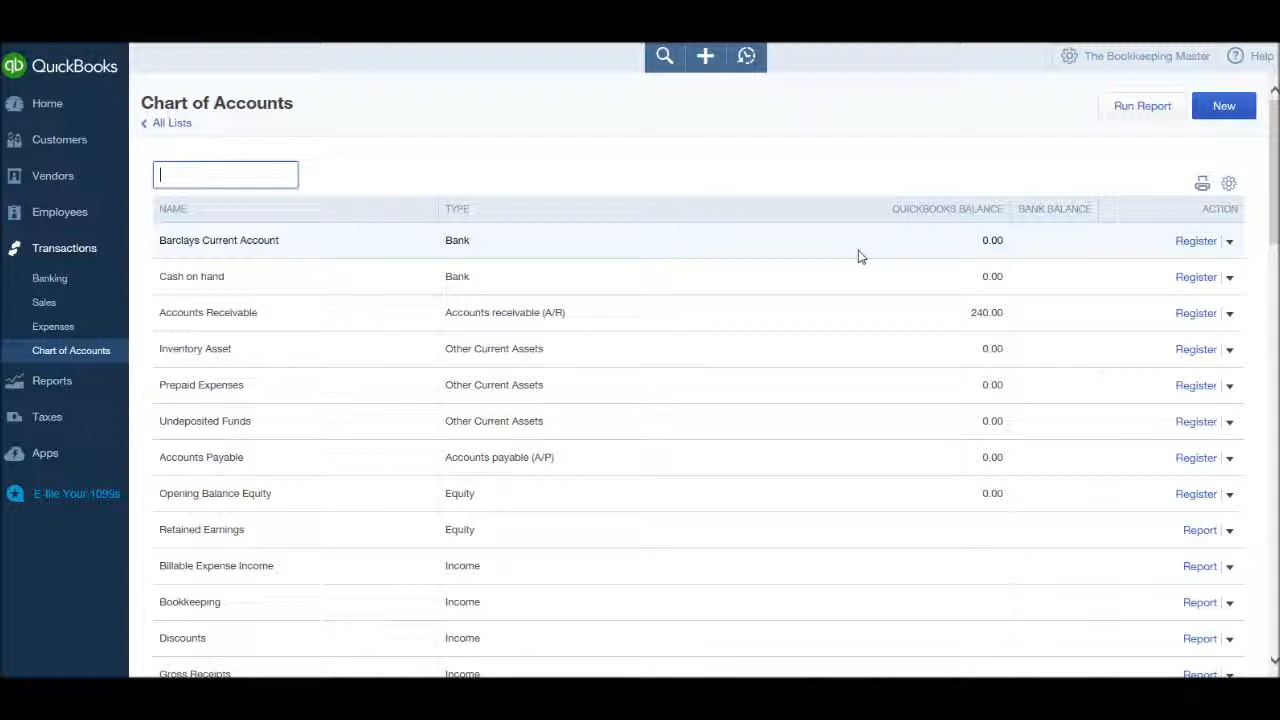 qb QuickBooks
The Bookkeeping Master
? Help
Home
Customers
Vendors
Employees
Transactions
Banking
Sales
Expenses
Chart of Accounts
Reports
Taxes
Apps
E-file Your 1099s
Chart of Accounts
All Lists
Run Report
New
NAME TYPE QUICKBOOKS BALANCE BANK BALANCE ACTION
Barclays Current Account Bank 0.00 Register
Cash on hand Bank 0.00 Register
Accounts Receivable Accounts receivable (A/R) 240.00 Register
Inventory Asset Other Current Assets 0.00 Register
Prepaid Expenses Other Current Assets 0.00 Register
Undeposited Funds Other Current Assets 0.00 Register
Accounts Payable Accounts payable (A/P) 0.00 Register
Opening Balance Equity Equity 0.00 Register
Retained Earnings Equity Report
Billable Expense Income Income Report
Bookkeeping Income Report
Discounts Income Report
Gross Receipts Income Report